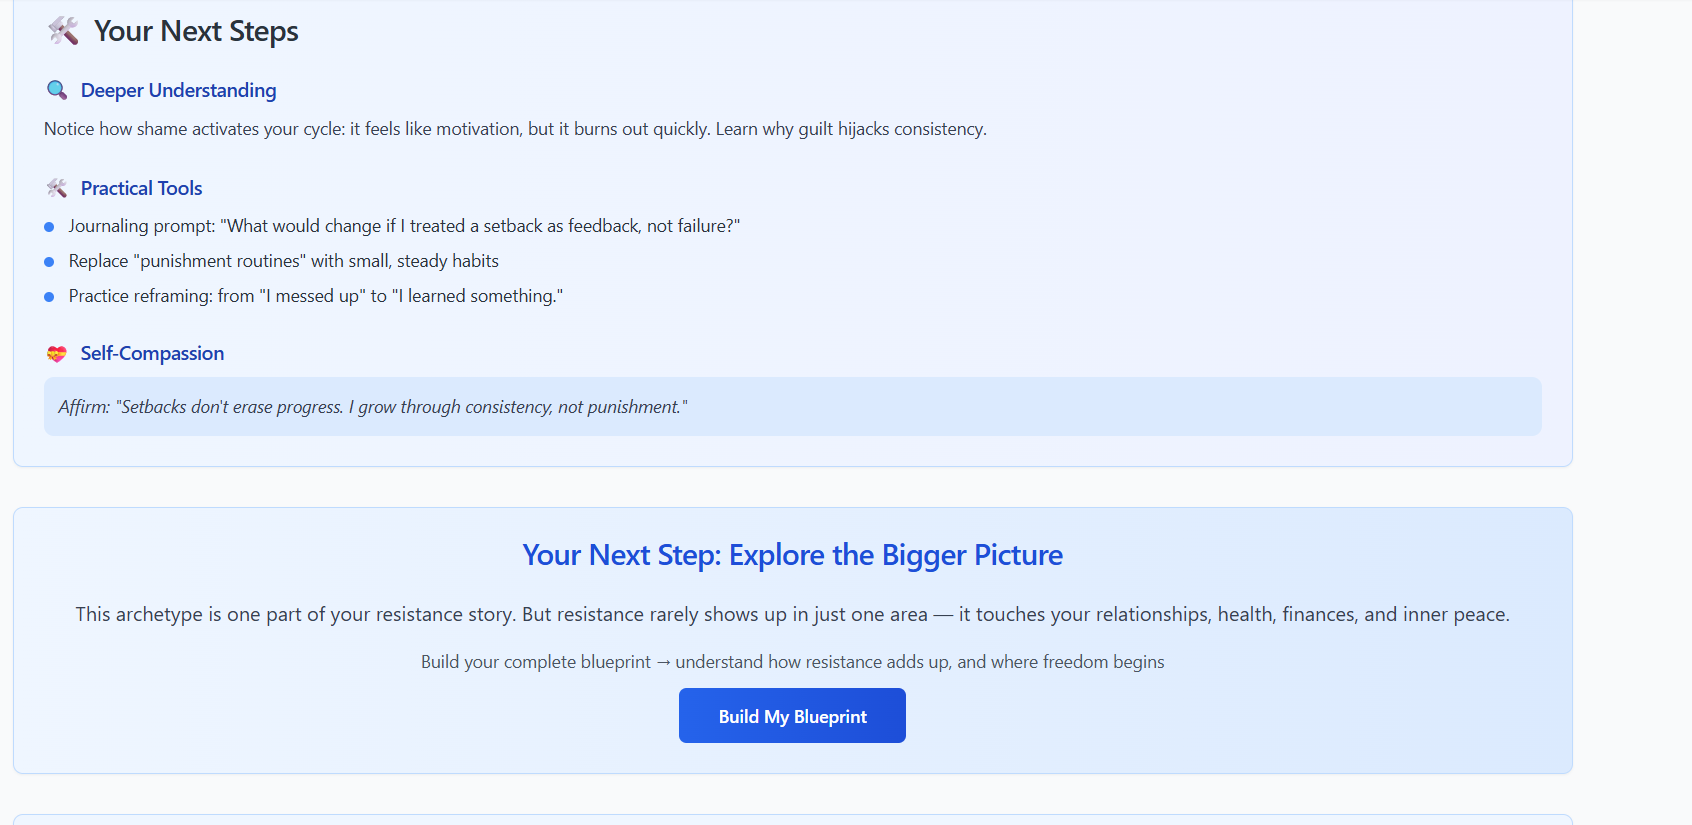 Your Next Steps
Deeper Understanding
Notice how shame activates your cycle: it feels like motivation, but it burns out quickly. Learn why guilt hijacks consistency.
Practical Tools
Journaling prompt: "What would change if I treated a setback as feedback, not failure?"
Replace "punishment routines" with small, steady habits
Practice reframing: from "I messed up" to "I learned something."
Self-Compassion
Affirm: "Setbacks don't erase progress. I grow through consistency, not punishment."
Your Next Step: Explore the Bigger Picture
This archetype is one part of your resistance story. But resistance rarely shows up in just one area — it touches your relationships, health, finances, and inner peace.
Build your complete blueprint → understand how resistance adds up, and where freedom begins
Build My Blueprint